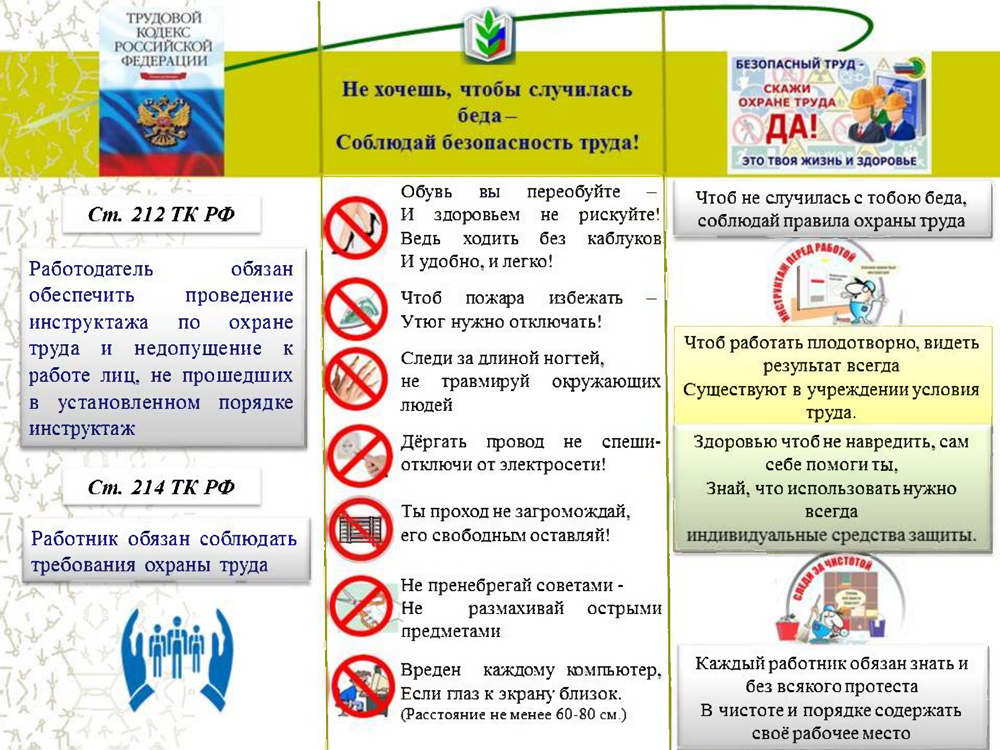 ТРУДОВОЙ
КОДЕКС
РОССИЙСКОЙ
ФЕДЕРАЦИИ
Ст. 212 ТК РФ
Работодатель обязан
обеспечить проведение
инструктажа по охране
труда и недопущение к
работе лиц, не прошедших
в установленном порядке
инструктаж
Ст. 214 ТК РФ
Работник обязан соблюдать
требования охраны труда
Не хочешь, чтобы случилась
беда –
Соблюдай безопасность труда!
Обувь вы переобуйте –
И здоровьем не рискуйте!
Ведь ходить без каблуков
И удобно, и легко!
Чтоб пожара избежать –
Утюг нужно отключать!
Следи за длиной ногтей,
не травмируй окружающих
людей
Дёргать провод не спеши-
отключи от электросети!
Ты проход не загромождай,
его свободным оставляй!
Не пренебрегай советами -
Не размахивай острыми
предметами
Вреден каждому компьютер,
Если глаз к экрану близок.
(Расстояние не менее 60-80 см.)
БЕЗОПАСНЫЙ ТРУД -
СКАЖИ
ОХРАНЕ ТРУДА
ДА!
ЭТО ТВОЯ ЖИЗНЬ И ЗДОРОВЬЕ
Чтоб не случилась с тобою беда,
соблюдай правила охраны труда
ИНСТРУКТАЖ ПЕРЕД РАБОТОЙ
Чтоб работать плодотворно, видеть
результат всегда
Существуют в учреждении условия
труда.
Здоровью чтоб не навредить, сам
себе помоги ты,
Знай, что использовать нужно
всегда
индивидуальные средства защиты.
СЛЕДИ ЗА ЧИСТОТОЙ
Каждый работник обязан знать и
без всякого протеста
В чистоте и порядке содержать
своё рабочее место